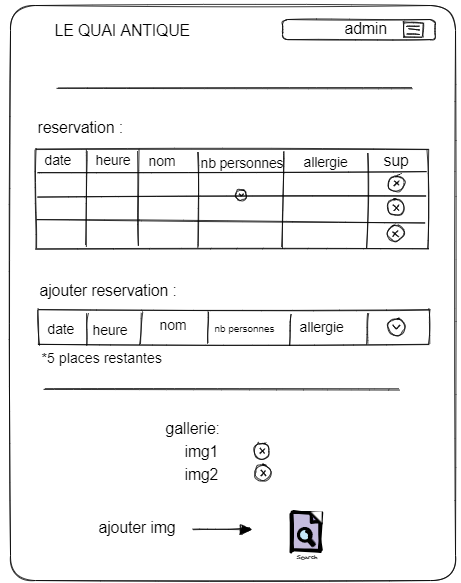 LE QUAI ANTIQUE
admin
reservation :
date heure nom nb personnes allergie sup
ajouter reservation :
date heure nom nb personnes allergie
*5 places restantes
gallerie:
img1
img2
ajouter img
Search